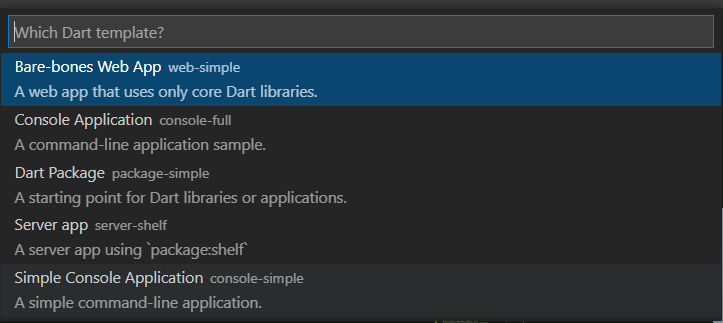 Which Dart template?
Bare-bones Web App web-simple
A web app that uses only core Dart libraries.
Console Application console-full
A command-line application sample.
Dart Package package-simple
A starting point for Dart libraries or applications.
Server app server-shelf
A server app using `package:shelf`
Simple Console Application console-simple
A simple command-line application.